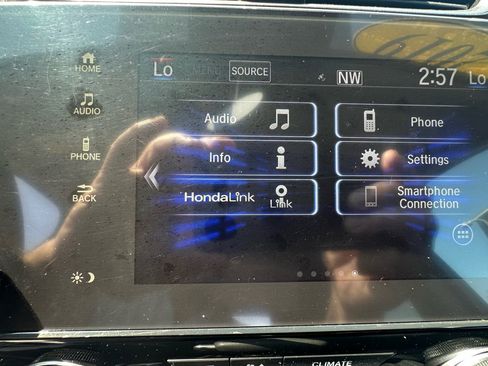 HOME
AUDIO
PHONE
BACK
Lo MENU SOURCE NW 2:57 Lo
Audio Phone
Info Settings
HondaLink Link Smartphone
Connection
CLIMATE